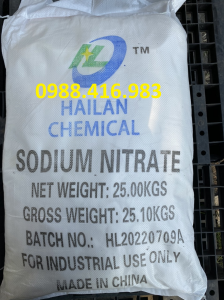 HL TM
0988.416.983
HAILAN
CHEMICAL
SODIUM NITRATE
NET WEIGHT: 25.00KGS
GROSS WEIGHT: 25.10KGS
BATCH NO.: HL20220709A
FOR INDUSTRIAL USE ONLY
MADE IN CHINA